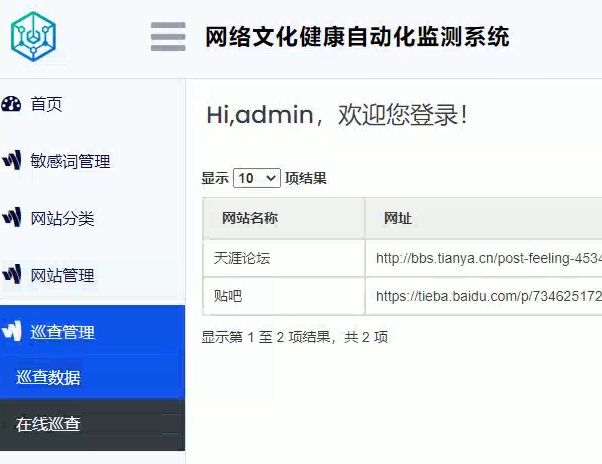 网络文化健康自动化监测系统
首页
敏感词管理
网站分类
网站管理
巡查管理
巡查数据
在线巡查
Hi,admin，欢迎您登录！
显示 10 项结果
网站名称 网址
天涯论坛 http://bbs.tianya.cn/post-feeling-4534
贴吧 https://tieba.baidu.com/p/734625172
显示第 1 至 2 项结果，共 2 项